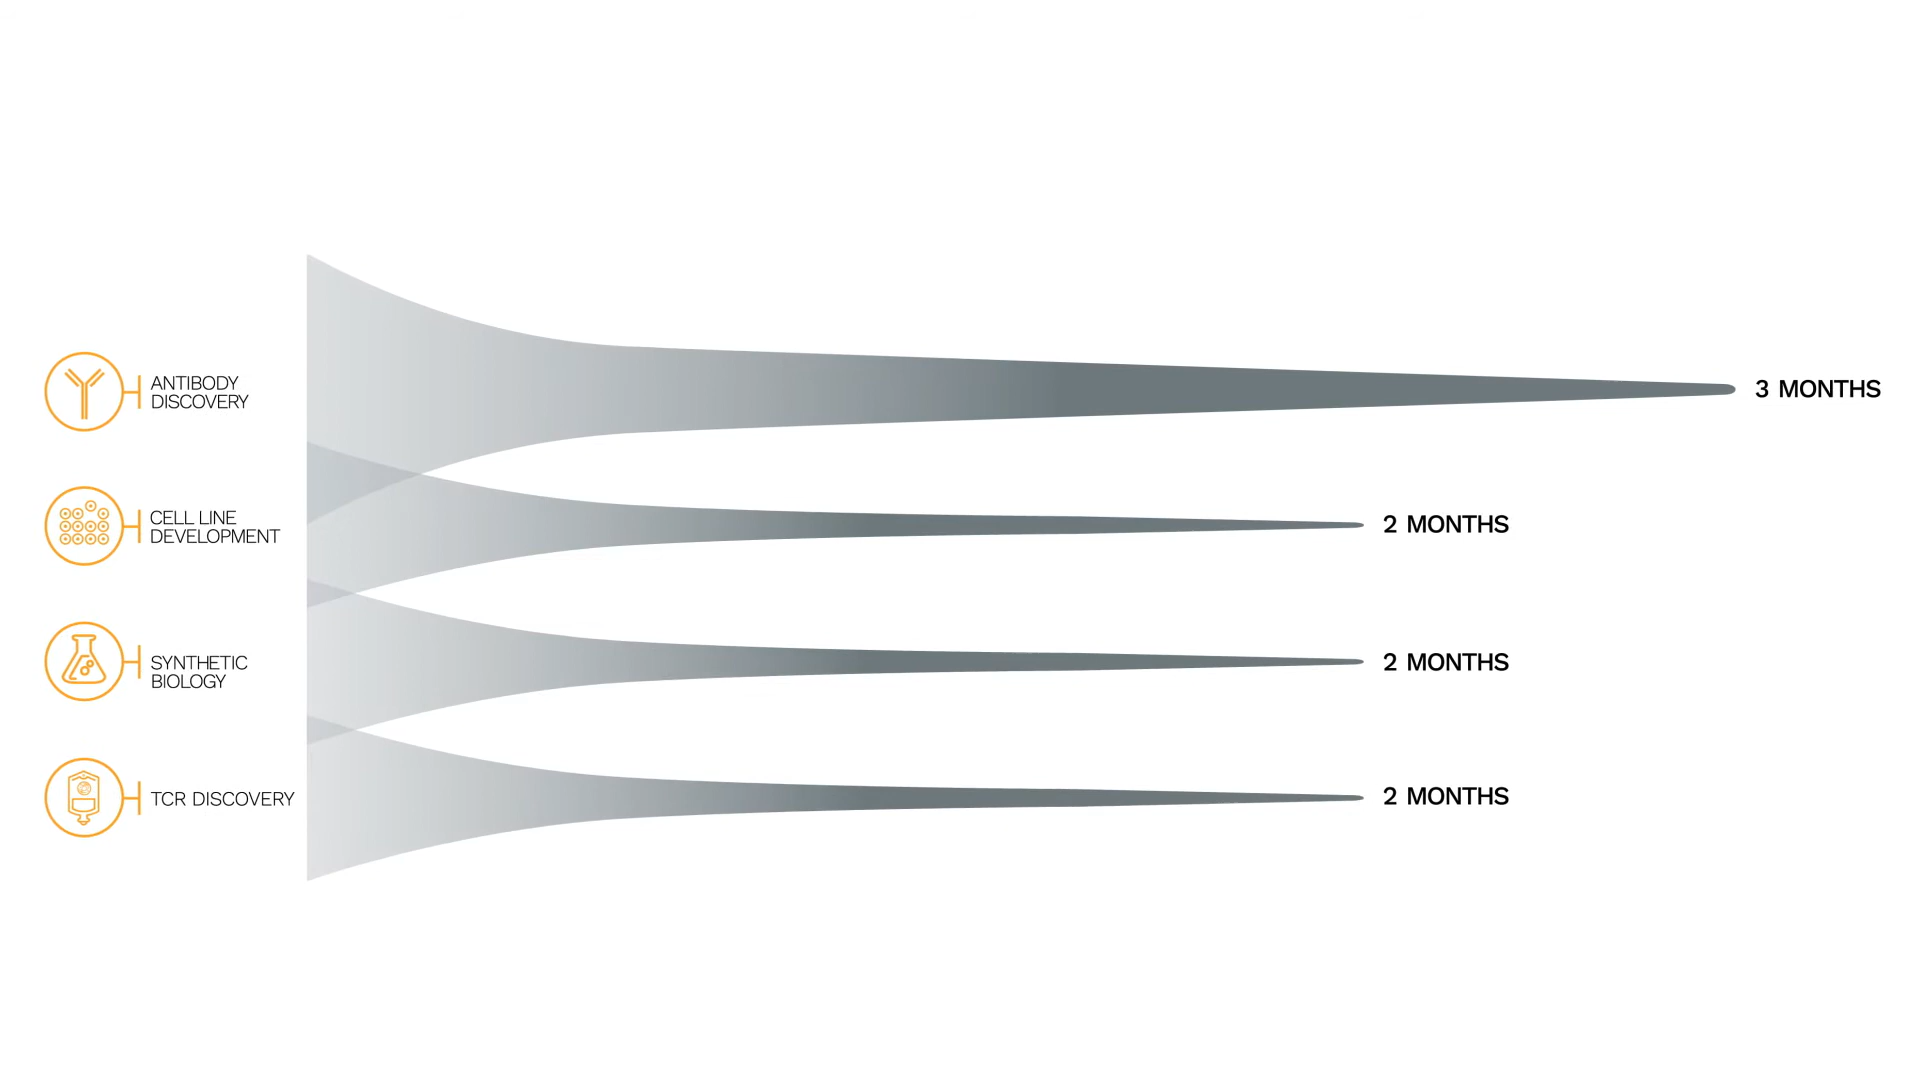 ANTIBODY
DISCOVERY
3 MONTHS
CELL LINE
DEVELOPMENT
2 MONTHS
SYNTHETIC
BIOLOGY
2 MONTHS
TCR DISCOVERY
2 MONTHS